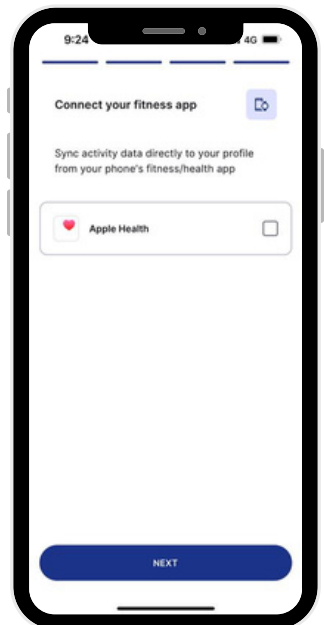 9:24
4G
Connect your fitness app
Sync activity data directly to your profile
from your phone's fitness/health app
Apple Health
NEXT